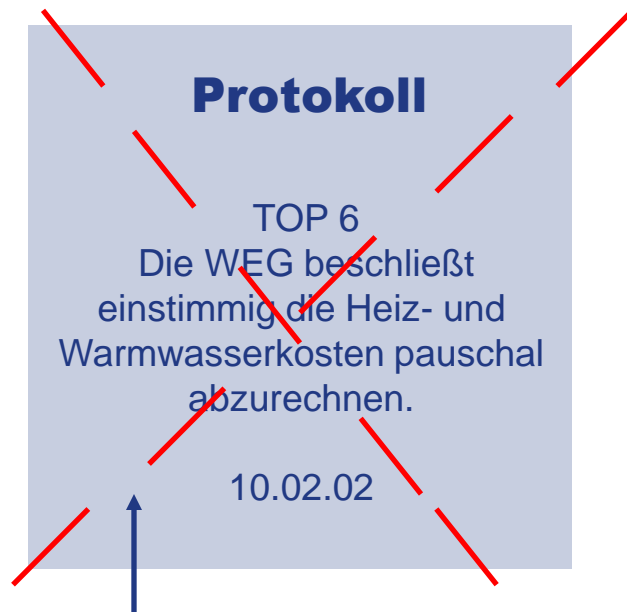 Protokoll
TOP 6
Die WEG beschließt
einstimmig die Heiz- und
Warmwasserkosten pauschal
abzurechnen.
10.02.02